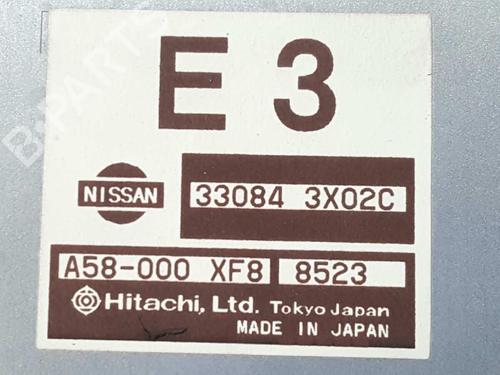 E 3
NISSAN
33084 3X02C
A58-000 XF8 8523
Hitachi, Ltd. Tokyo Japan
MADE IN JAPAN
B-PARTS